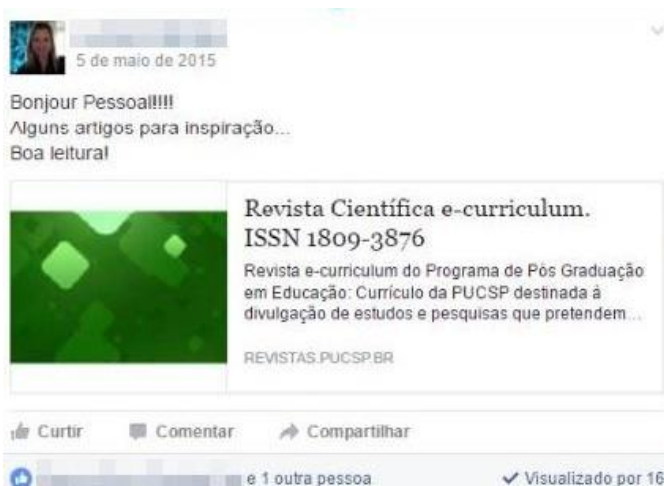 5 de maio de 2015
Bonjour Pessoal!!!!
Alguns artigos para inspiração...
Boa leitura!
Revista Científica e-curriculum.
ISSN 1809-3876
Revista e-curriculum do Programa de Pós Graduação
em Educação: Currículo da PUCSP destinada à
divulgação de estudos e pesquisas que pretendem...
REVISTAS.PUCSP.BR
Curtir Comentar Compartilhar
e 1 outra pessoa Visualizado por 16